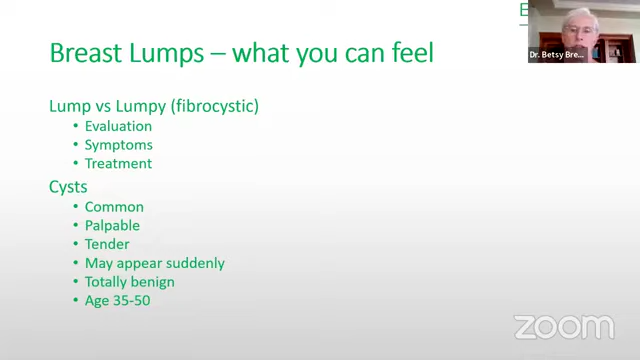 E
Dr. Betsy Bre...
Breast Lumps – what you can feel
Lump vs Lumpy (fibrocystic)
• Evaluation
• Symptoms
• Treatment
Cysts
• Common
• Palpable
• Tender
• May appear suddenly
• Totally benign
• Age 35-50
zoom